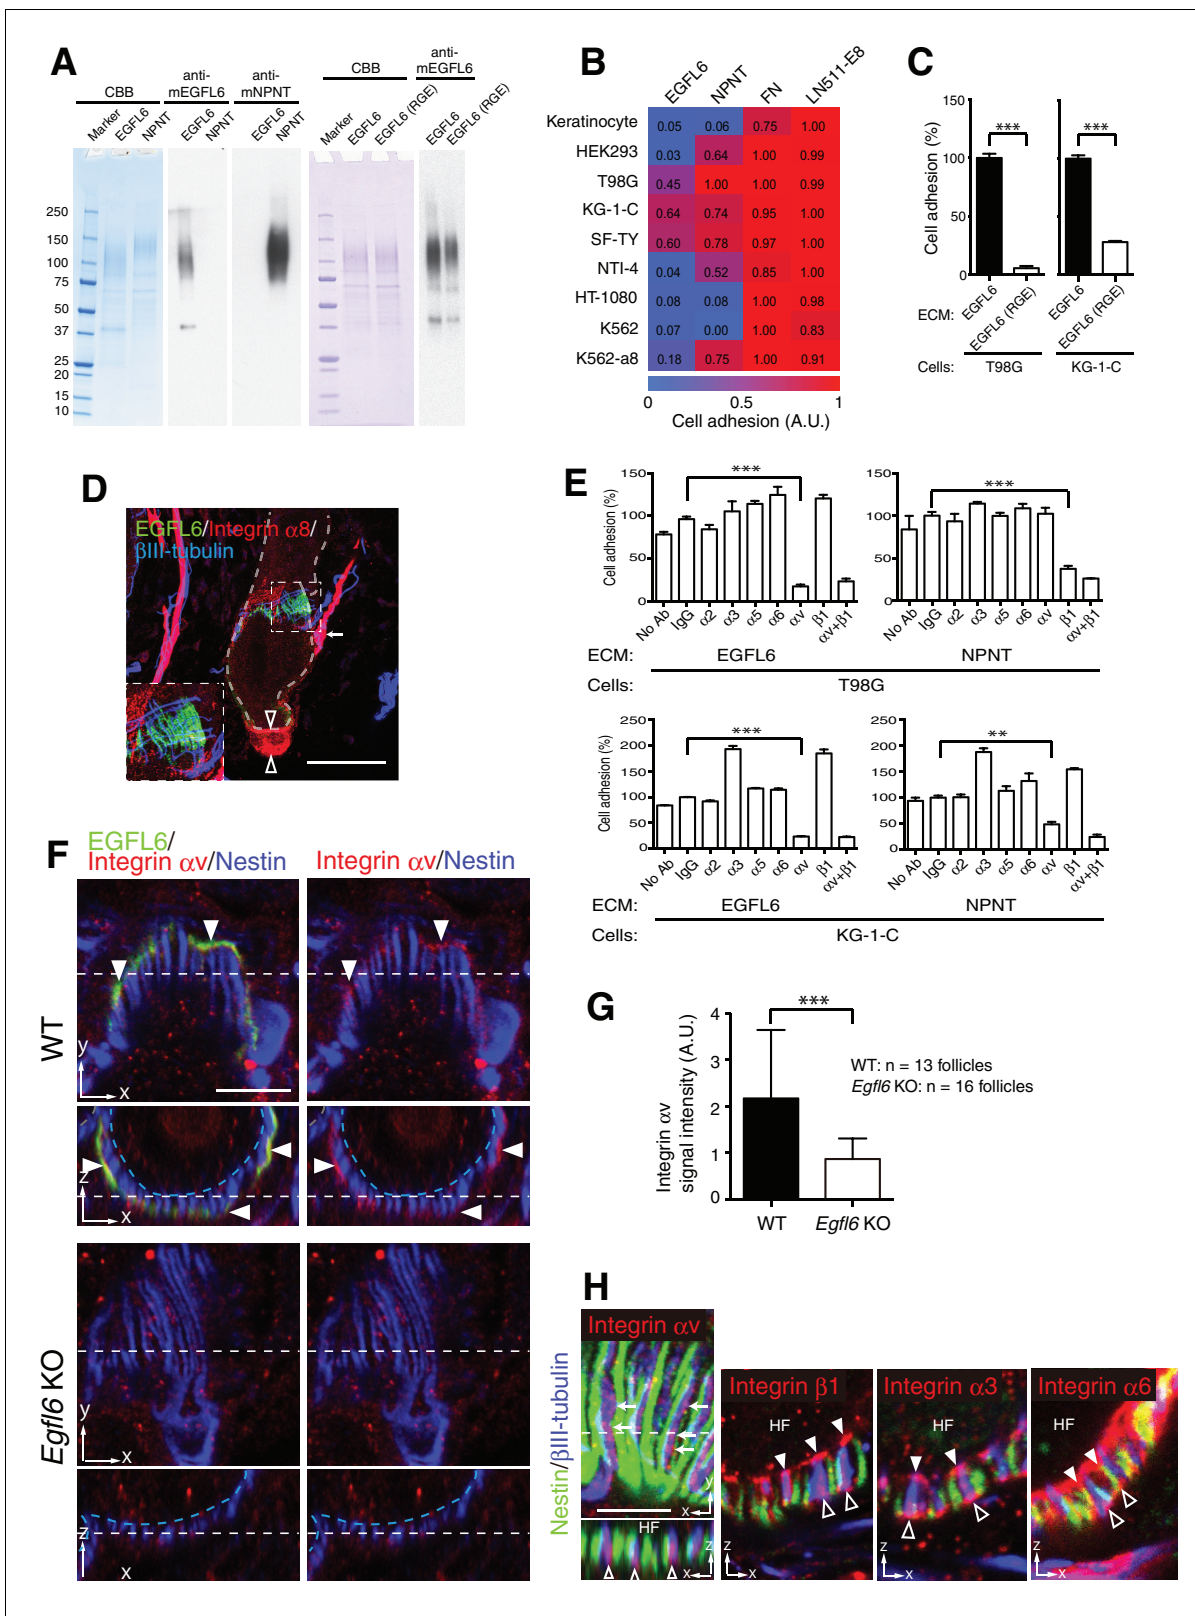 A
CBB
anti-
mEGFL6
anti-
mNPNT
CBB
anti-
mEGFL6
Marker
EGFL6
NPNT
EGFL6
NPNT
EGFL6
NPNT
Marker
EGFL6
EGFL6 (RGE)
EGFL6
EGFL6 (RGE)
250
150
100
75
50
37
25
20
15
10
B
EGFL6
NPNT
FN
LN511-E8
Keratinocyte 0.05 0.06 0.75 1.00
HEK293 0.03 0.64 1.00 0.99
T98G 0.45 1.00 1.00 0.99
KG-1-C 0.64 0.74 0.95 1.00
SF-TY 0.60 0.78 0.97 1.00
NTI-4 0.04 0.52 0.85 1.00
HT-1080 0.08 0.08 1.00 0.98
K562 0.07 0.00 1.00 0.83
K562-a8 0.18 0.75 1.00 0.91
0 0.5 1
Cell adhesion (A.U.)
C
Cell adhesion (%)
150
100
50
0
***
***
ECM:
EGFL6
EGFL6 (RGE)
EGFL6
EGFL6 (RGE)
Cells: T98G KG-1-C
D
EGFL6/Integrin α8/
βIII-tubulin
E
Cell adhesion (%)
150
100
50
0
***
No Ab
IgG
α2
α3
α5
α6
αv
β1
αv+β1
150
100
50
0
***
No Ab
IgG
α2
α3
α5
α6
αv
β1
αv+β1
ECM: EGFL6 NPNT
Cells: T98G
Cell adhesion (%)
250
200
150
100
50
0
***
No Ab
IgG
α2
α3
α5
α6
αv
β1
αv+β1
250
200
150
100
50
0
**
No Ab
IgG
α2
α3
α5
α6
αv
β1
αv+β1
ECM: EGFL6 NPNT
Cells: KG-1-C
F
EGFL6/
Integrin αv/Nestin
Integrin αv/Nestin
WT
y
x
z
x
Egfl6 KO
y
x
z
x
G
Integrin αv
signal intensity (A.U.)
4
3
2
1
0
***
WT
Egfl6 KO
WT: n = 13 follicles
Egfl6 KO: n = 16 follicles
H
Nestin/βIII-tubulin
Integrin αv
y
x
HF
z
x
Integrin β1
HF
z
x
Integrin α3
HF
z
x
Integrin α6
HF
z
x